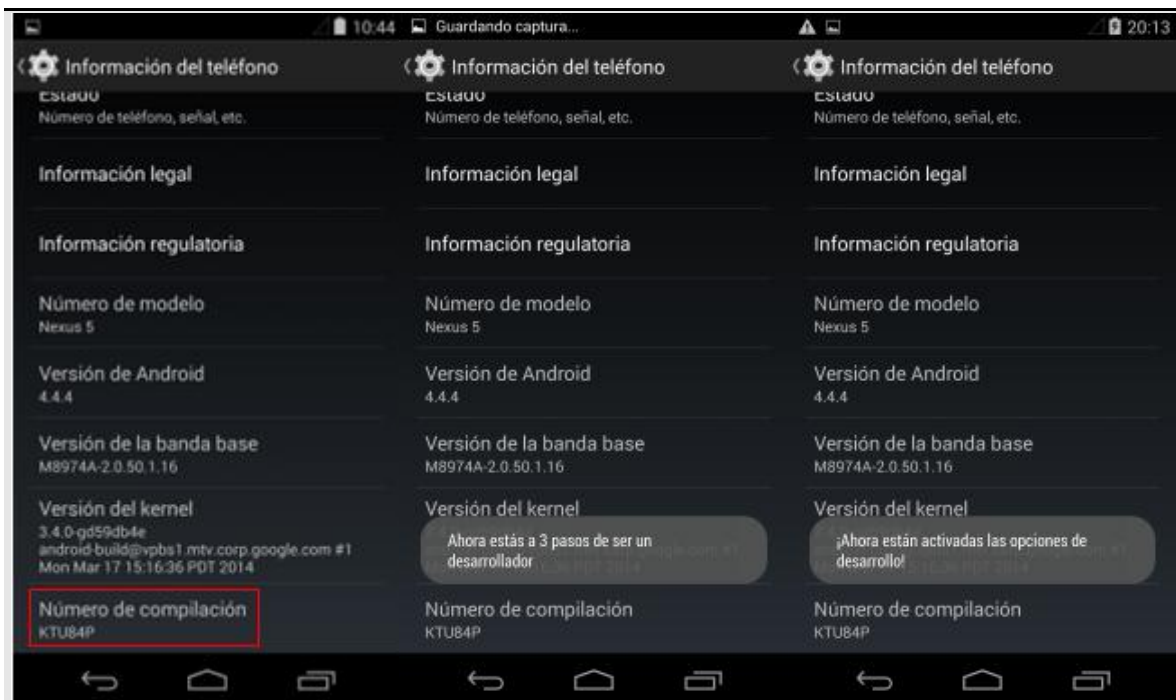 10:44
Información del teléfono
Estado
Número de teléfono, señal, etc.
Información legal
Información regulatoria
Número de modelo
Nexus 5
Versión de Android
4.4.4
Versión de la banda base
M8974A-2.0.50.1.16
Versión del kernel
3.4.0-gd59db4e
android-build@vpbs1.mtv.corp.google.com #1
Mon Mar 17 15:16:36 PDT 2014
Número de compilación
KTU84P
Guardando captura...
Información del teléfono
Estado
Número de teléfono, señal, etc.
Información legal
Información regulatoria
Número de modelo
Nexus 5
Versión de Android
4.4.4
Versión de la banda base
M8974A-2.0.50.1.16
Versión del kernel
Ahora estás a 3 pasos de ser un
desarrollador
Número de compilación
KTU84P
20:13
Información del teléfono
Estado
Número de teléfono, señal, etc.
Información legal
Información regulatoria
Número de modelo
Nexus 5
Versión de Android
4.4.4
Versión de la banda base
M8974A-2.0.50.1.16
Versión del kernel
¡Ahora están activadas las opciones de
desarrollo!
Número de compilación
KTU84P